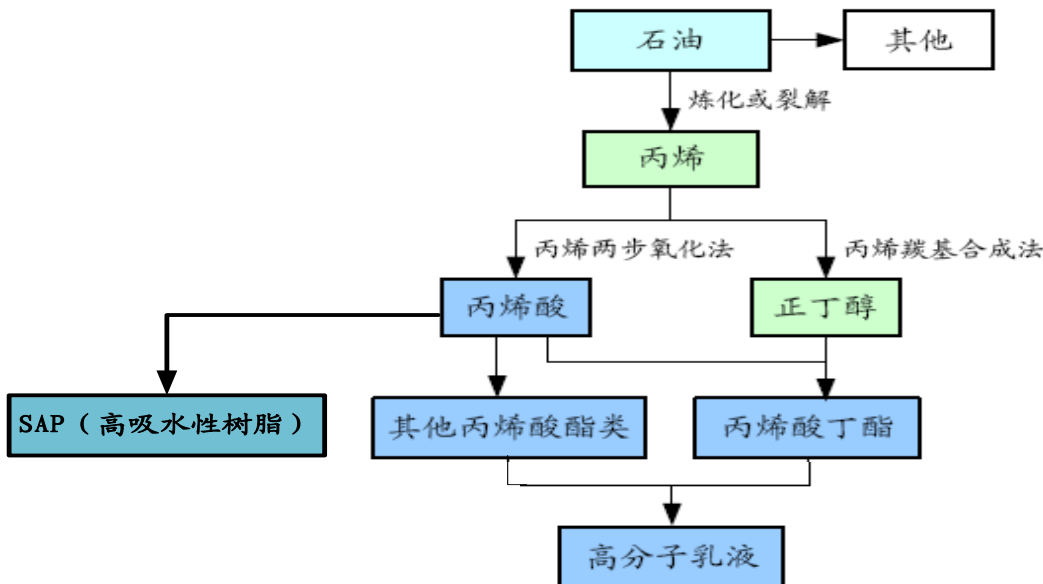 石油
其他
炼化或裂解
丙烯
丙烯两步氧化法
丙烯羰基合成法
丙烯酸
正丁醇
SAP（高吸水性树脂）
其他丙烯酸酯类
丙烯酸丁酯
高分子乳液